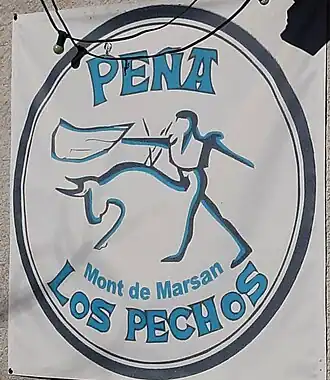 PENA
Mont de Marsan
LOS PECHOS